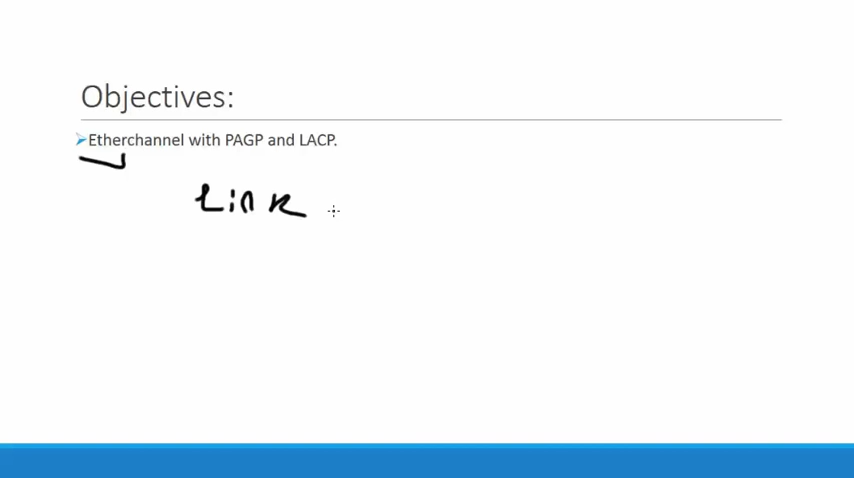 Objectives:
Etherchannel with PAGP and LACP.
Link